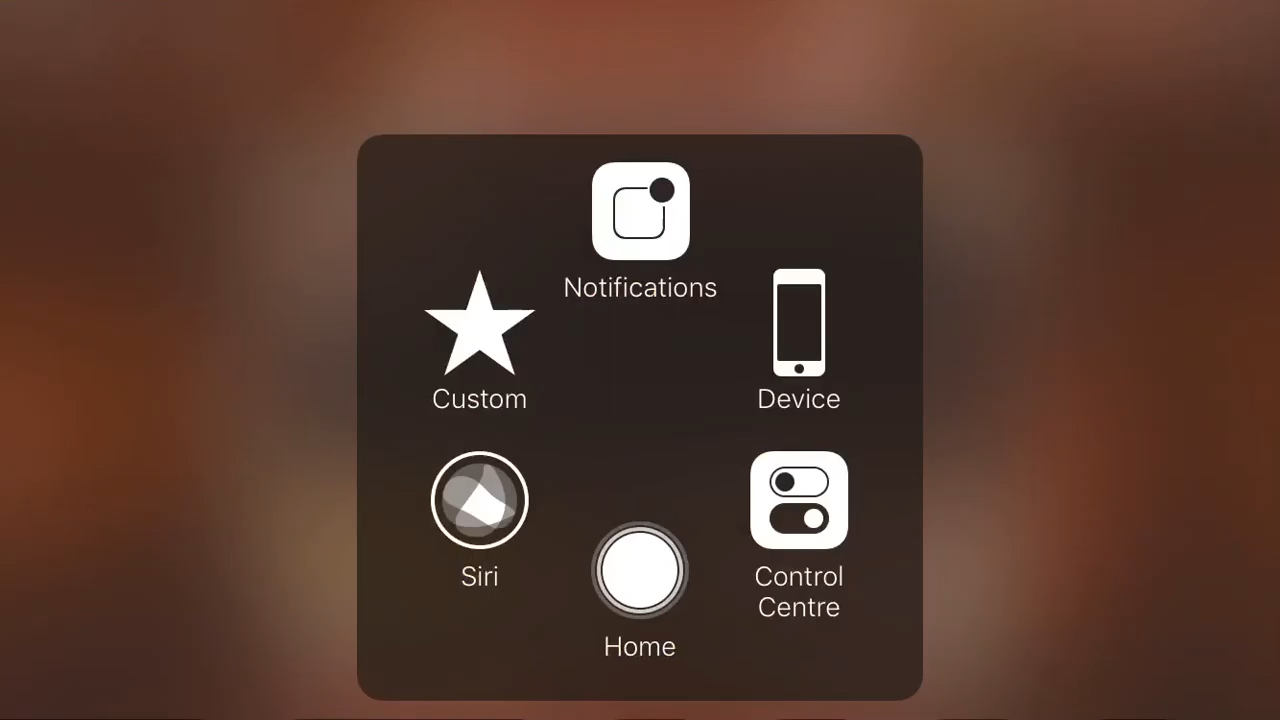 Notifications
Custom
Device
Siri
Control
Centre
Home